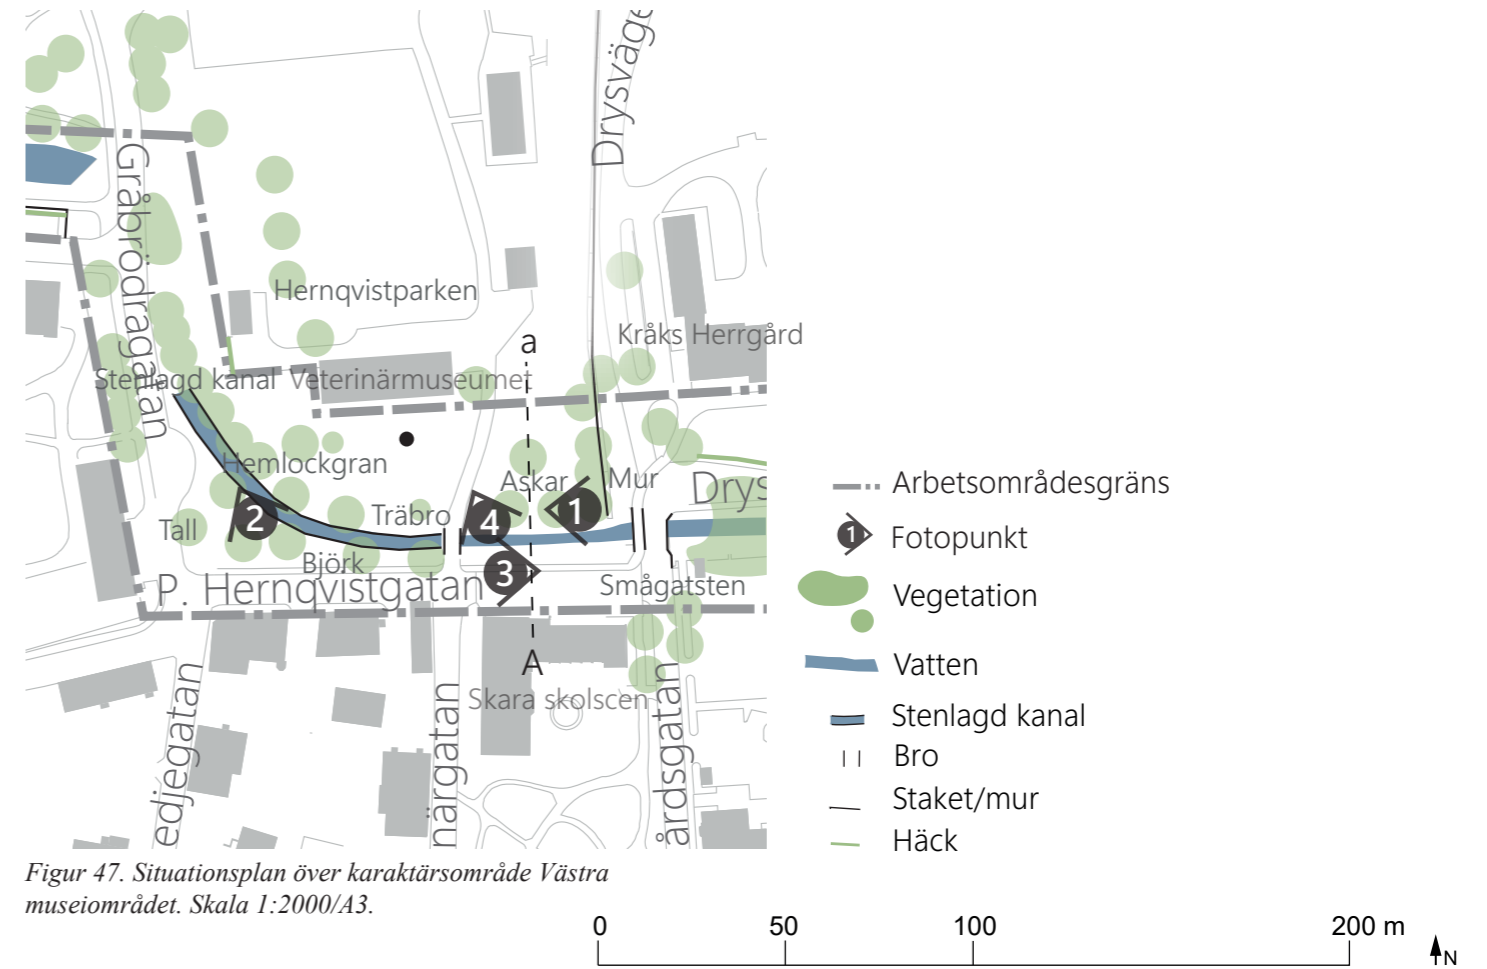 Drysväge
Gråbrödragatan
Hernqvistparken
Kråks Herrgård
a
Stenlagd kanal
Veterinärmuseumet
Hemlockgran
Askar
Mur
Drys
Tall
Träbro
1
2
4
3
Björk
P. Hernqvistgatan
Smågatsten
A
Skara skolscen
edjegatan
närgatan
årdsgatan
Arbetsområdesgräns
1
Fotopunkt
Vegetation
Vatten
Stenlagd kanal
Bro
Staket/mur
Häck
Figur 47. Situationsplan över karaktärsområde Västra
museiområdet. Skala 1:2000/A3.
0 50 100 200 m
N